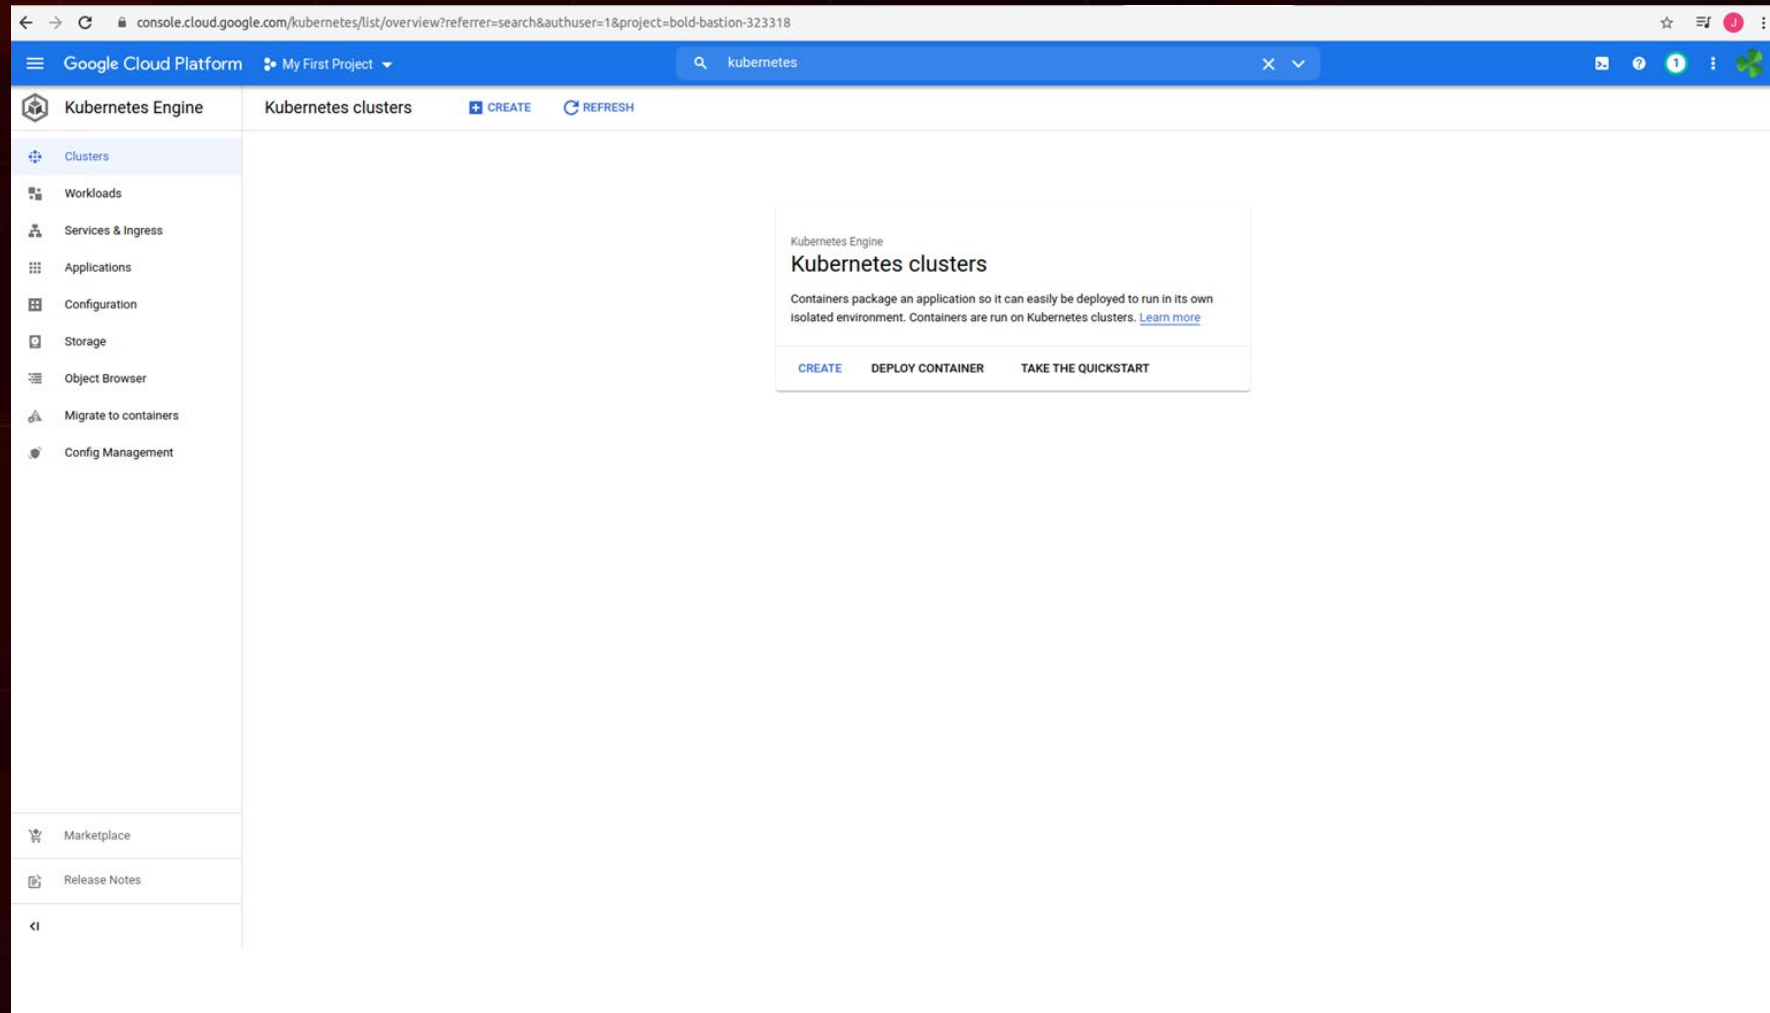 console.cloud.google.com/kubernetes/list/overview?referrer=search&authuser=1&project=bold-bastion-323318
J
Google Cloud Platform My First Project kubernetes 1
Kubernetes Engine Kubernetes clusters CREATE REFRESH
Clusters
Workloads
Services & Ingress
Applications
Configuration
Storage
Object Browser
Migrate to containers
Config Management
Kubernetes Engine
Kubernetes clusters
Containers package an application so it can easily be deployed to run in its own
isolated environment. Containers are run on Kubernetes clusters. Learn more
CREATE DEPLOY CONTAINER TAKE THE QUICKSTART
Marketplace
Release Notes